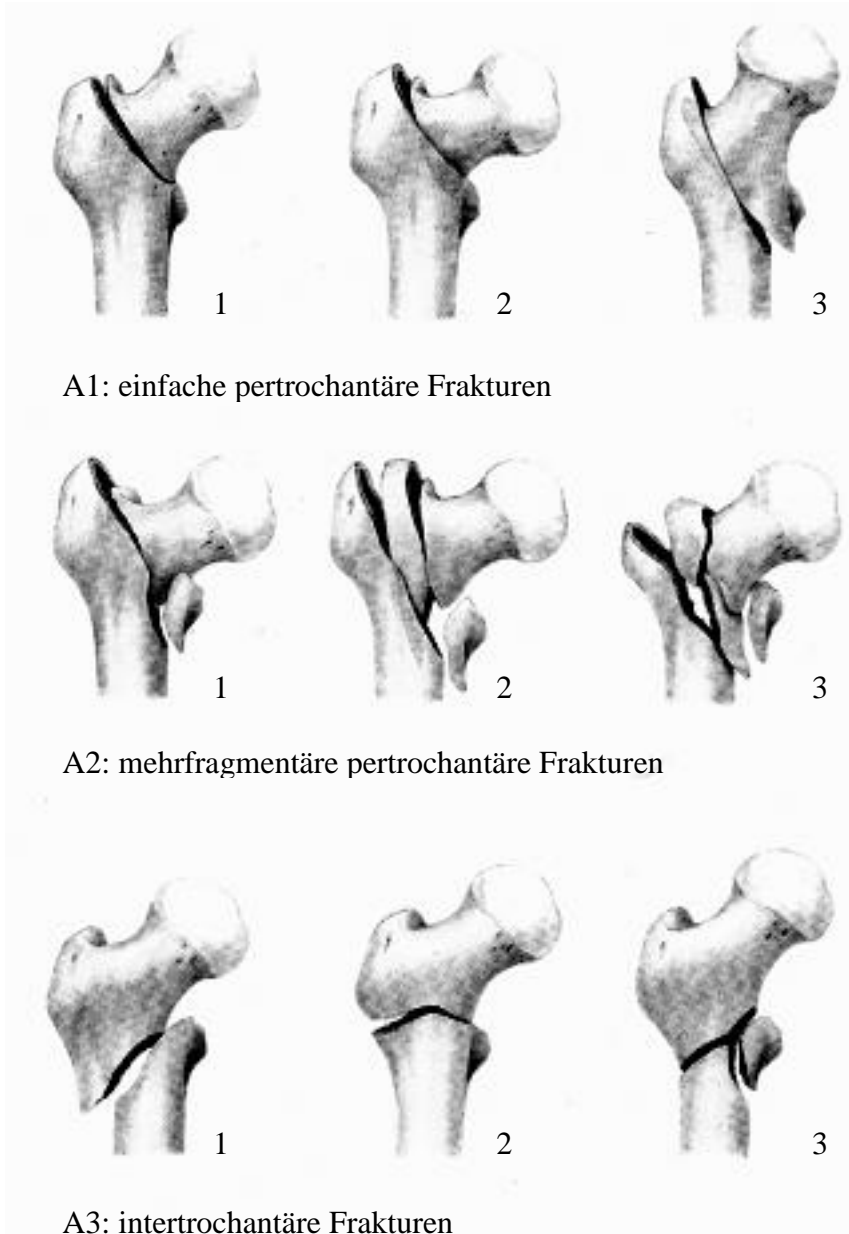 1 2 3
A1: einfache pertrochantäre Frakturen
1 2 3
A2: mehrfragmentäre pertrochantäre Frakturen
1 2 3
A3: intertrochantäre Frakturen